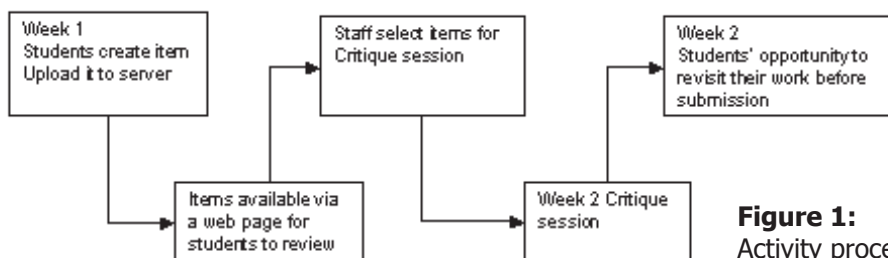 Week 1
Students create item
Upload it to server
Items available via
a web page for
students to review
Staff select items for
Critique session
Week 2 Critique
session
Week 2
Students' opportunity to
revisit their work before
submission
Figure 1:
Activity